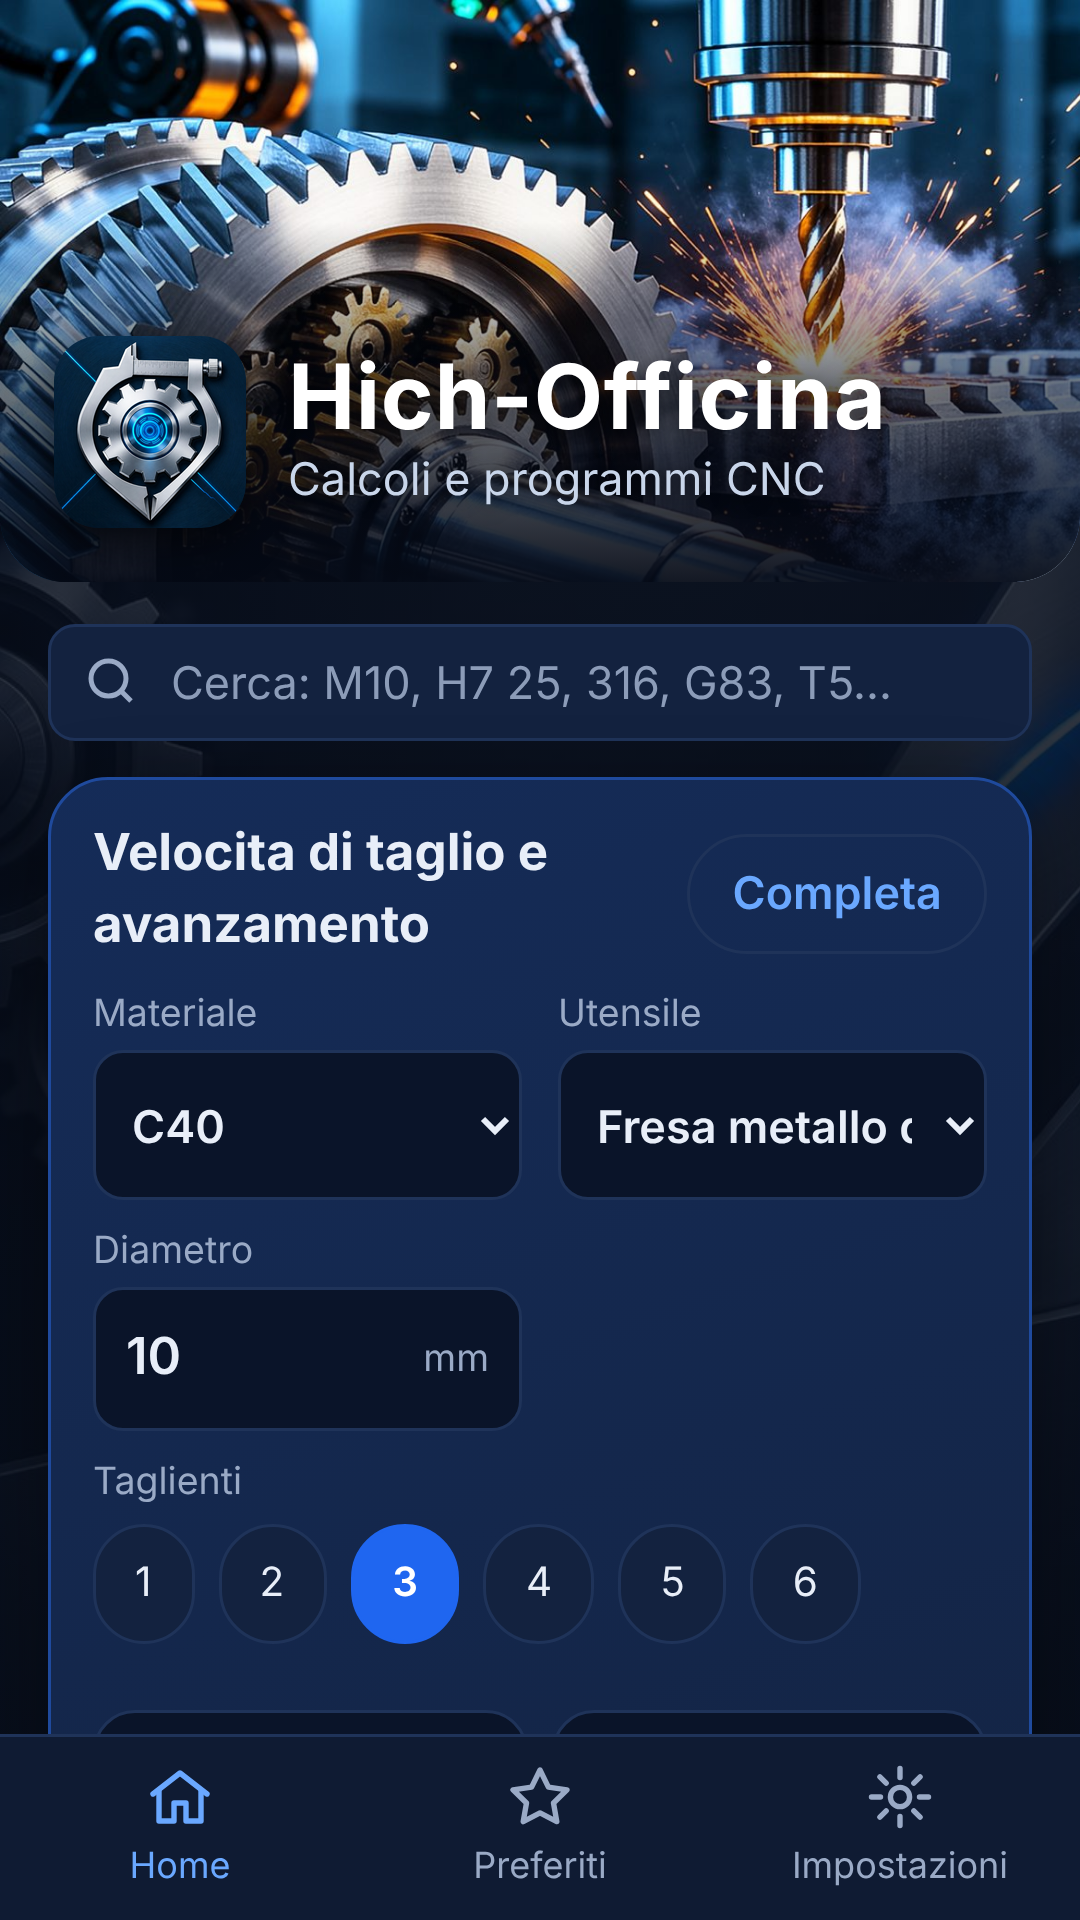 Hich-Officina
Calcoli e programmi CNC
Cerca: M10, H7 25, 316, G83, T5...
Velocita di taglio e
avanzamento
Completa
Materiale
Utensile
C40
Fresa metallo
Diametro
10
mm
Taglienti
1
2
3
4
5
6
Home
Preferiti
Impostazioni